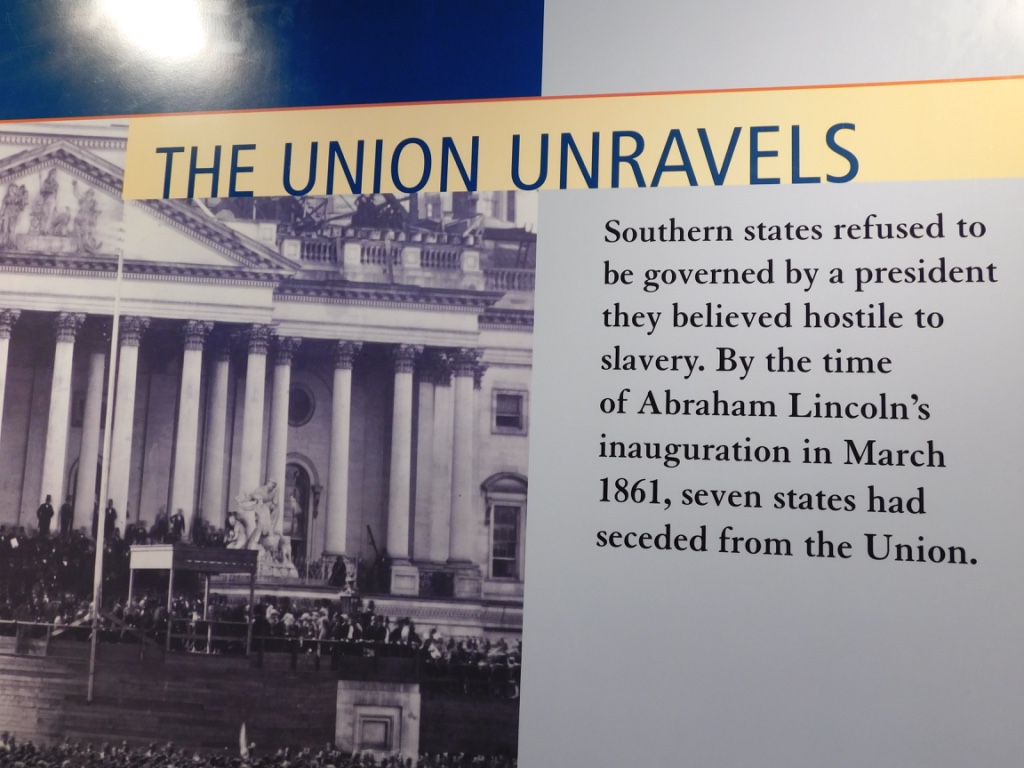 THE UNION UNRAVELS
Southern states refused to
be governed by a president
they believed hostile to
slavery. By the time
of Abraham Lincoln's
inauguration in March
1861, seven states had
seceded from the Union.